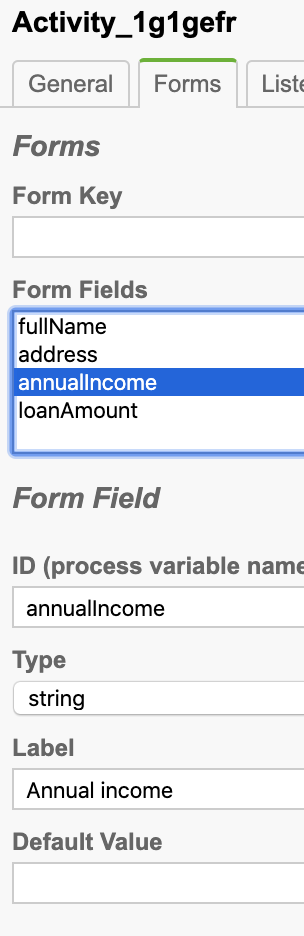 Activity_1g1gefr
General Forms Liste
Forms
Form Key
Form Fields
fullName
address
annualIncome
loanAmount
Form Field
ID (process variable name
annualIncome
Type
string
Label
Annual income
Default Value